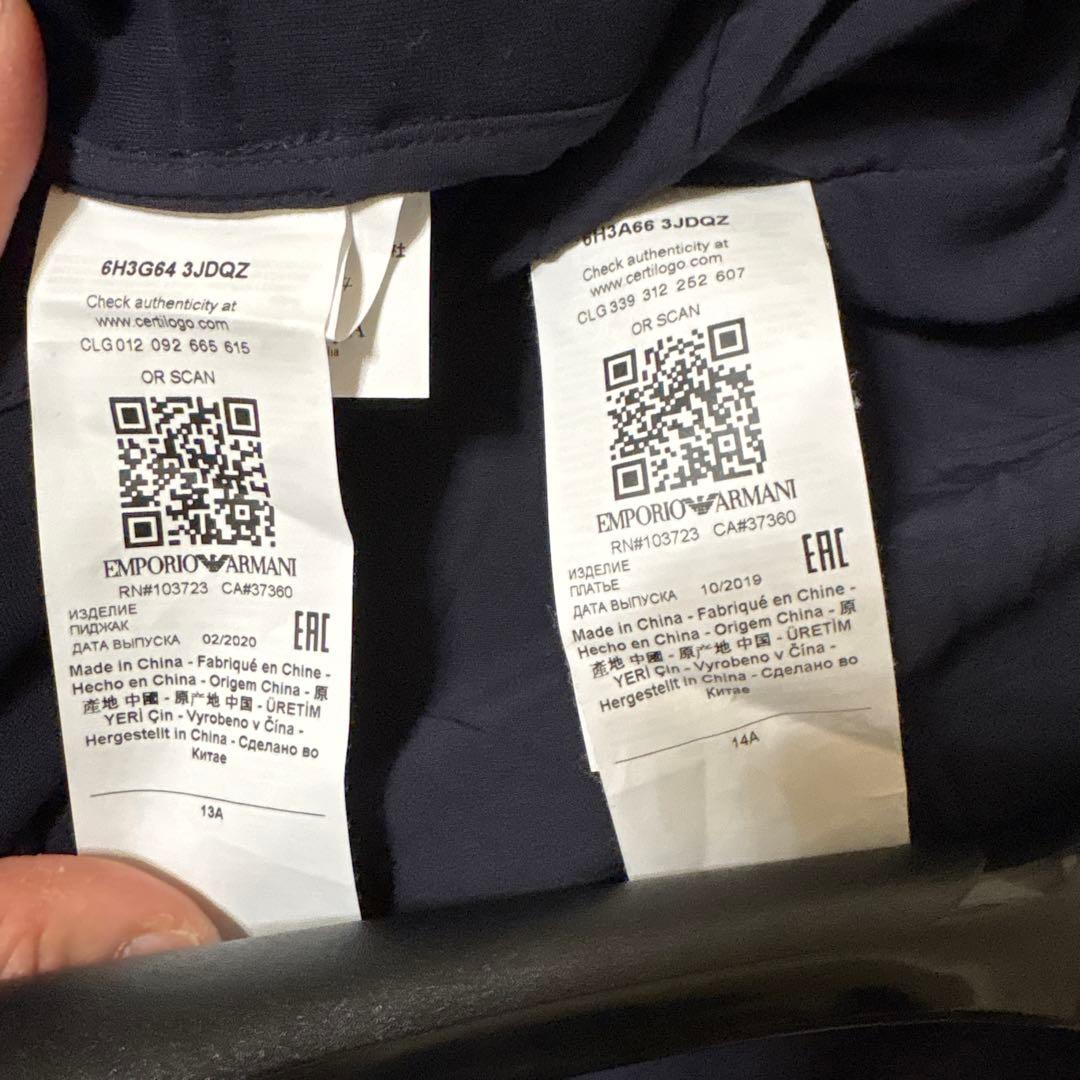 6H3G64 3JDQZ
Check authenticity at
www.certilogo.com
CLG012 092 665 615
OR SCAN
EMPORIO ARMANI
RN#103723 CA#37360
ИЗДЕЛИЕ
ПИДЖАК
ДАТА ВЫПУСКА 02/2020
EAC
Made in China - Fabriqué en Chine -
Hecho en China - Origem China - 原
產地 中國 - 原产地 中国 - ÜRETİM
YERİ Çin - Vyrobeno v Čína -
Hergestellt in China - Сделано во
Китае
13A
社
A
lia
6H3A66 3JDQZ
Check authenticity at
www.certilogo.com
CLG339 312 252 607
OR SCAN
EMPORIO ARMANI
RN#103723 CA#37360
ИЗДЕЛИЕ
ПЛАТЬЕ
ДАТА ВЫПУСКА 10/2019
EAC
Made in China - Fabriqué en Chine -
Hecho en China - Origem China - 原
產地 中國 - 原产地 中国 - ÜRETİM
YERİ Çin - Vyrobeno v Čína -
Hergestellt in China - Сделано во
Китае
14A